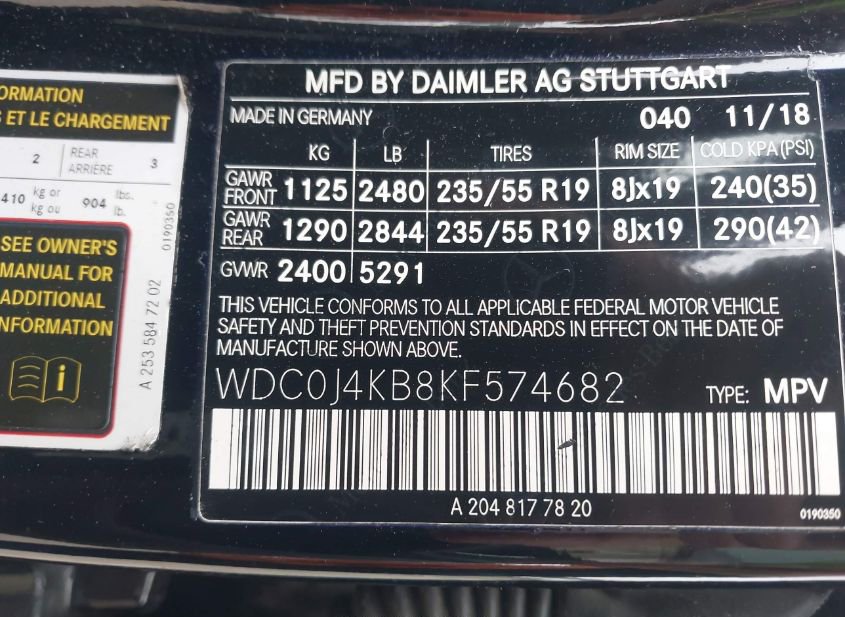 ORMATION
ET LE CHARGEMENT
2 REAR ARRIÈRE 3
410 kg or kg ou 904 lbs. lb.
0190350
SEE OWNER'S
MANUAL FOR
ADDITIONAL
NFORMATION
i
A 253 584 72 02
MFD BY DAIMLER AG STUTTGART
MADE IN GERMANY 040 11/18
KG LB TIRES RIM SIZE COLD KPA (PSI)
GAWR FRONT 1125 2480 235/55 R19 8Jx19 240(35)
GAWR REAR 1290 2844 235/55 R19 8Jx19 290(42)
GVWR 2400 5291
THIS VEHICLE CONFORMS TO ALL APPLICABLE FEDERAL MOTOR VEHICLE
SAFETY AND THEFT PREVENTION STANDARDS IN EFFECT ON THE DATE OF
MANUFACTURE SHOWN ABOVE.
WDC0J4KB8KF574682 TYPE: MPV
A 204 817 78 20
0190350